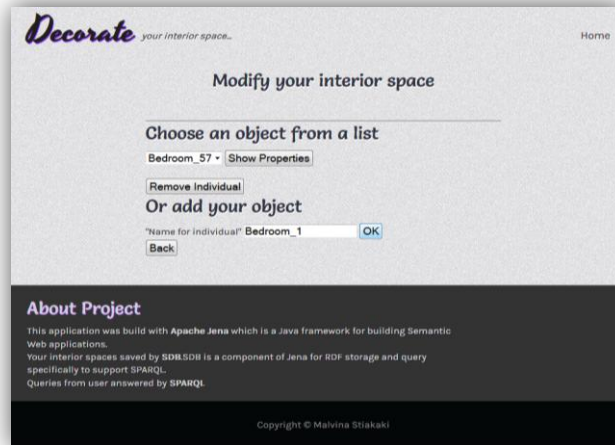 Decorate your interior space...
Home
Modify your interior space
Choose an object from a list
Bedroom_57 Show Properties
Remove Individual
Or add your object
"Name for individual" Bedroom_1 OK
Back
About Project
This application was build with Apache Jena which is a Java framework for building Semantic
Web applications.
Your interior spaces saved by SDB.SDB is a component of Jena for RDF storage and query
specifically to support SPARQL.
Queries from user answered by SPARQL
Copyright © Malvina Stiakaki